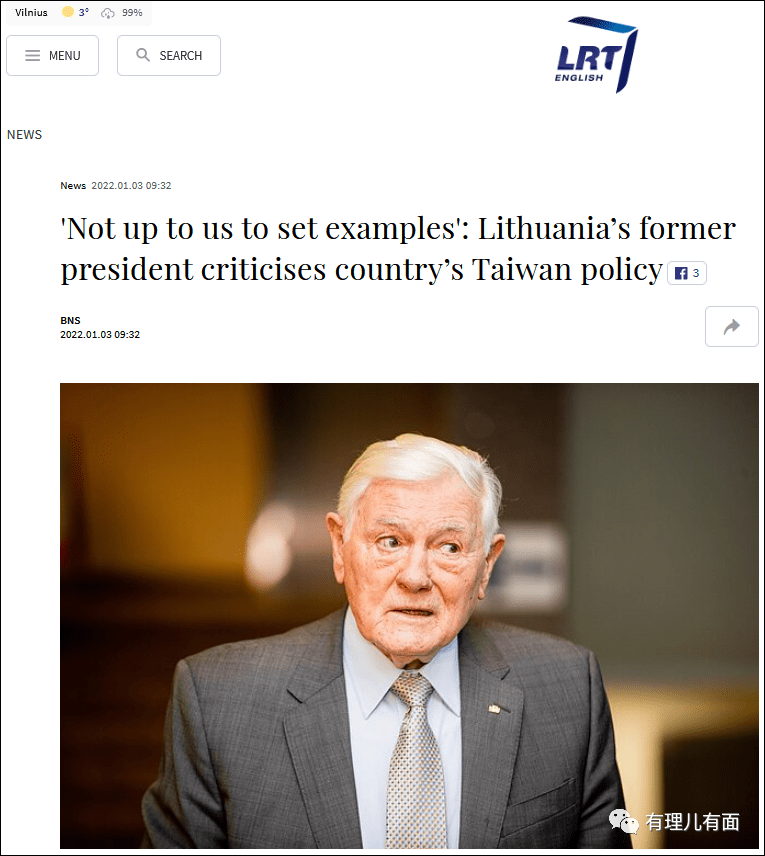 Vilnius 3° 99%
MENU SEARCH
LRT
ENGLISH
NEWS
News 2022.01.03 09:32
'Not up to us to set examples': Lithuania’s former
president criticises country’s Taiwan policy 3
BNS
2022.01.03 09:32
有理儿有面